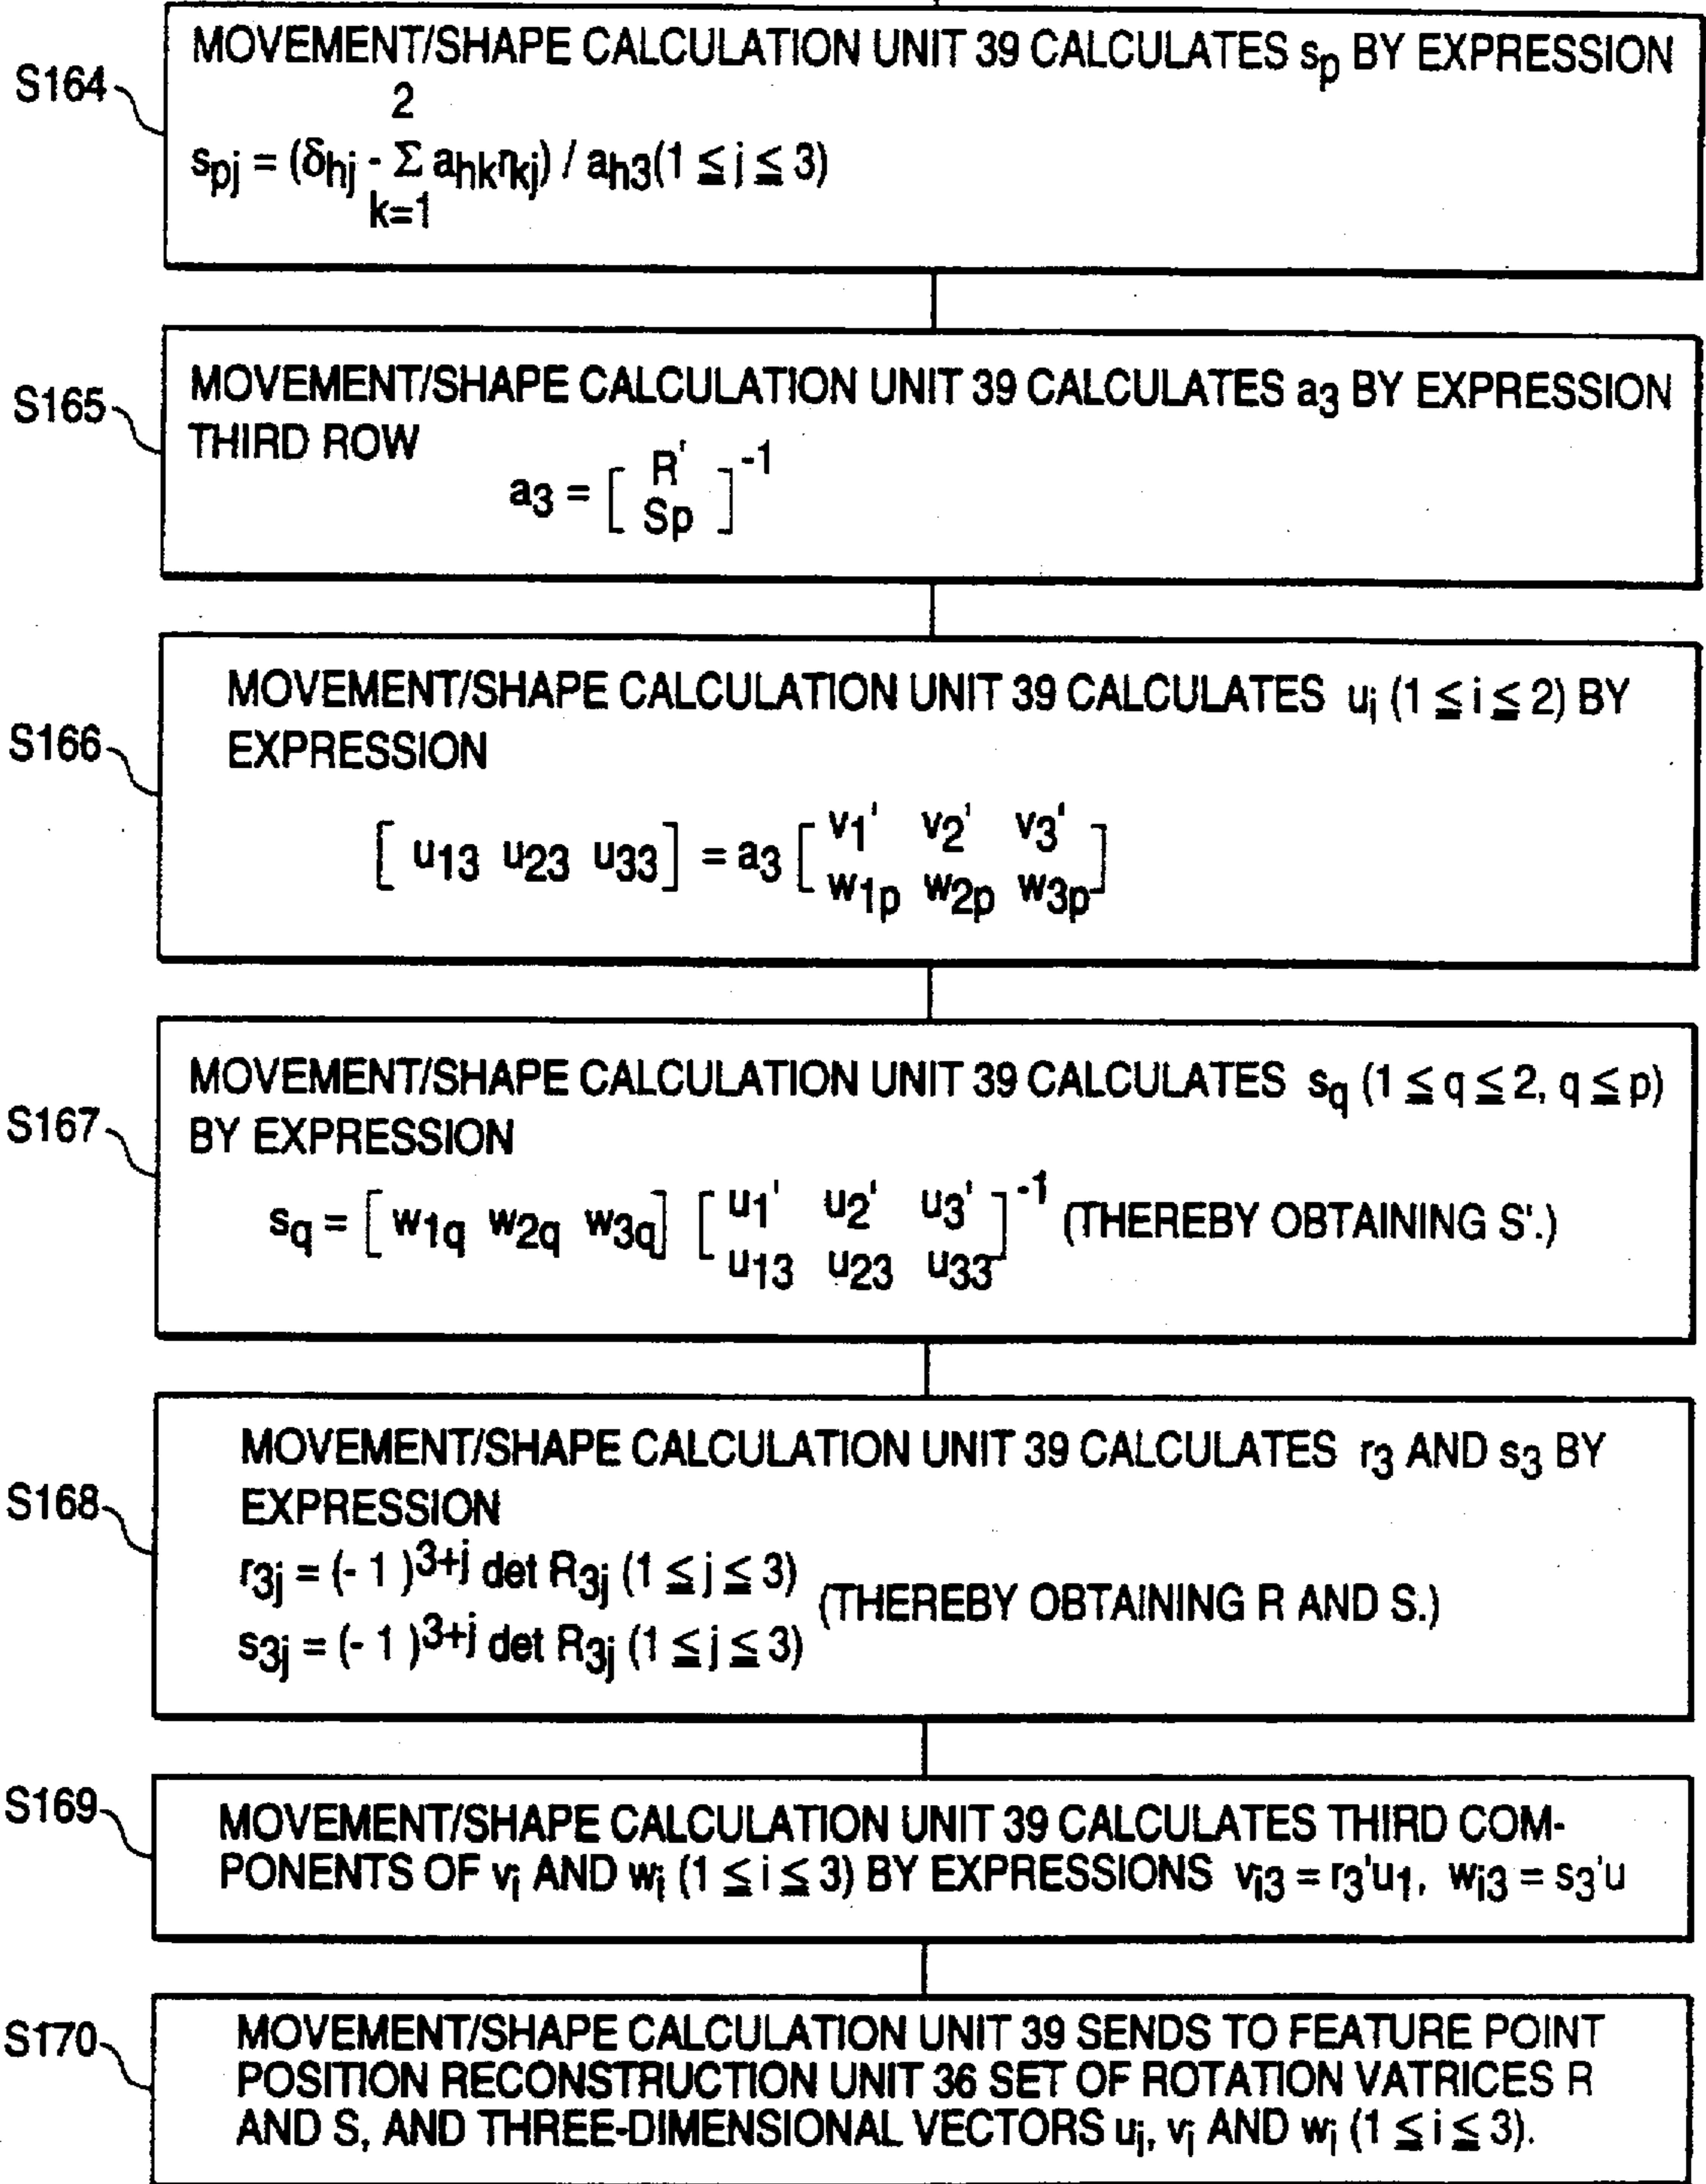 S164
MOVEMENT/SHAPE CALCULATION UNIT 39 CALCULATES sp BY EXPRESSION
2
spj = (δhj - Σ ahk rkj) / ah3 (1 ≦ j ≦ 3)
k=1
S165
MOVEMENT/SHAPE CALCULATION UNIT 39 CALCULATES a3 BY EXPRESSION
THIRD ROW
a3 = [ R' ]-1
Sp
S166
MOVEMENT/SHAPE CALCULATION UNIT 39 CALCULATES ui (1 ≦ i ≦ 2) BY
EXPRESSION
[ u13 u23 u33 ] = a3 [ v1' v2' v3' ]
w1p w2p w3p
S167
MOVEMENT/SHAPE CALCULATION UNIT 39 CALCULATES sq (1 ≦ q ≦ 2, q ≦ p)
BY EXPRESSION
sq = [ w1q w2q w3q ] [ u1' u2' u3' ]-1 (THEREBY OBTAINING S'.)
u13 u23 u33
S168
MOVEMENT/SHAPE CALCULATION UNIT 39 CALCULATES r3 AND s3 BY
EXPRESSION
r3j = (- 1 )3+j det R3j (1 ≦ j ≦ 3)
(THEREBY OBTAINING R AND S.)
s3j = (- 1 )3+j det R3j (1 ≦ j ≦ 3)
S169
MOVEMENT/SHAPE CALCULATION UNIT 39 CALCULATES THIRD COM-
PONENTS OF vi AND wi (1 ≦ i ≦ 3) BY EXPRESSIONS vi3 = r3'u1, wi3 = s3'u
S170
MOVEMENT/SHAPE CALCULATION UNIT 39 SENDS TO FEATURE POINT
POSITION RECONSTRUCTION UNIT 36 SET OF ROTATION VATRICES R
AND S, AND THREE-DIMENSIONAL VECTORS ui, vi AND wi (1 ≦ i ≦ 3).